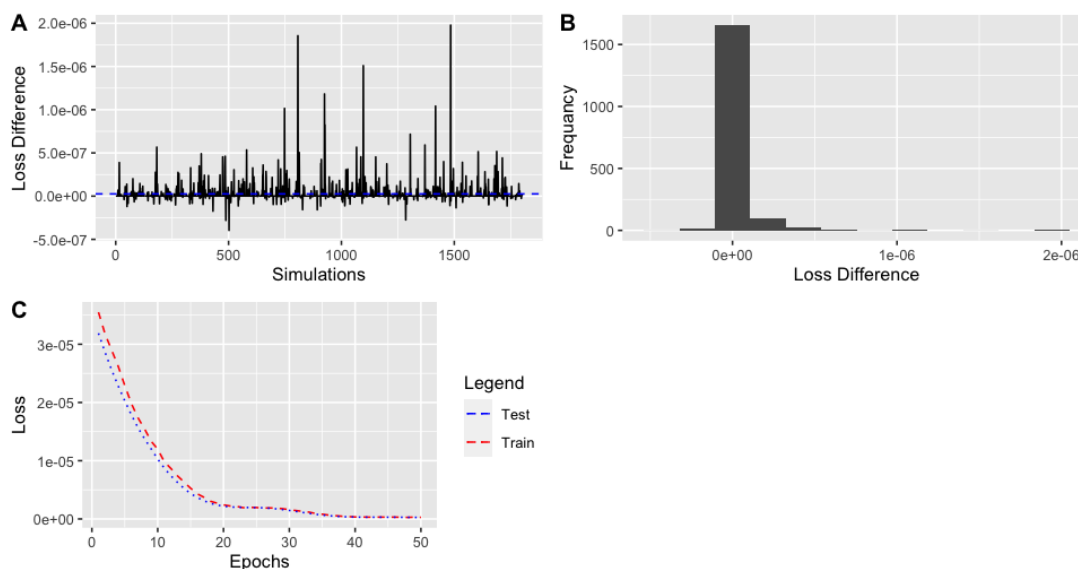 A
Loss Difference
2.0e-06
1.5e-06
1.0e-06
5.0e-07
0.0e+00
-5.0e-07
0 500 1000 1500
Simulations
B
Frequancy
1500
1000
500
0
0e+00 1e-06 2e-06
Loss Difference
C
Loss
3e-05
2e-05
1e-05
0e+00
0 10 20 30 40 50
Epochs
Legend
Test
Train